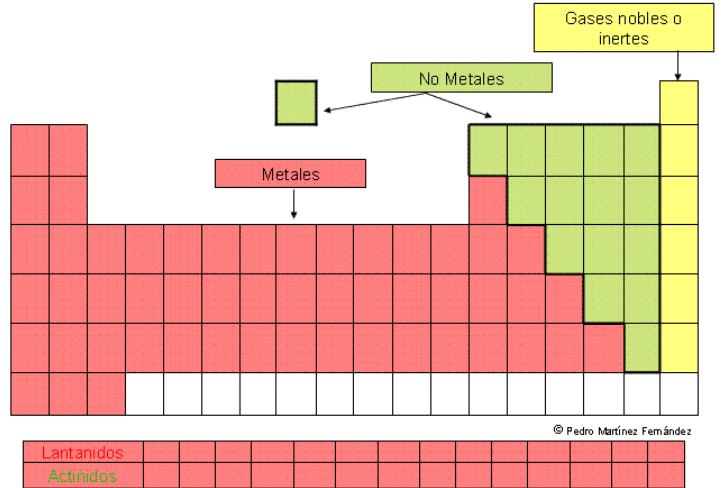 Gases nobles o
inertes
No Metales
Metales
© Pedro Martínez Fernández
Lantanidos
Actinidos